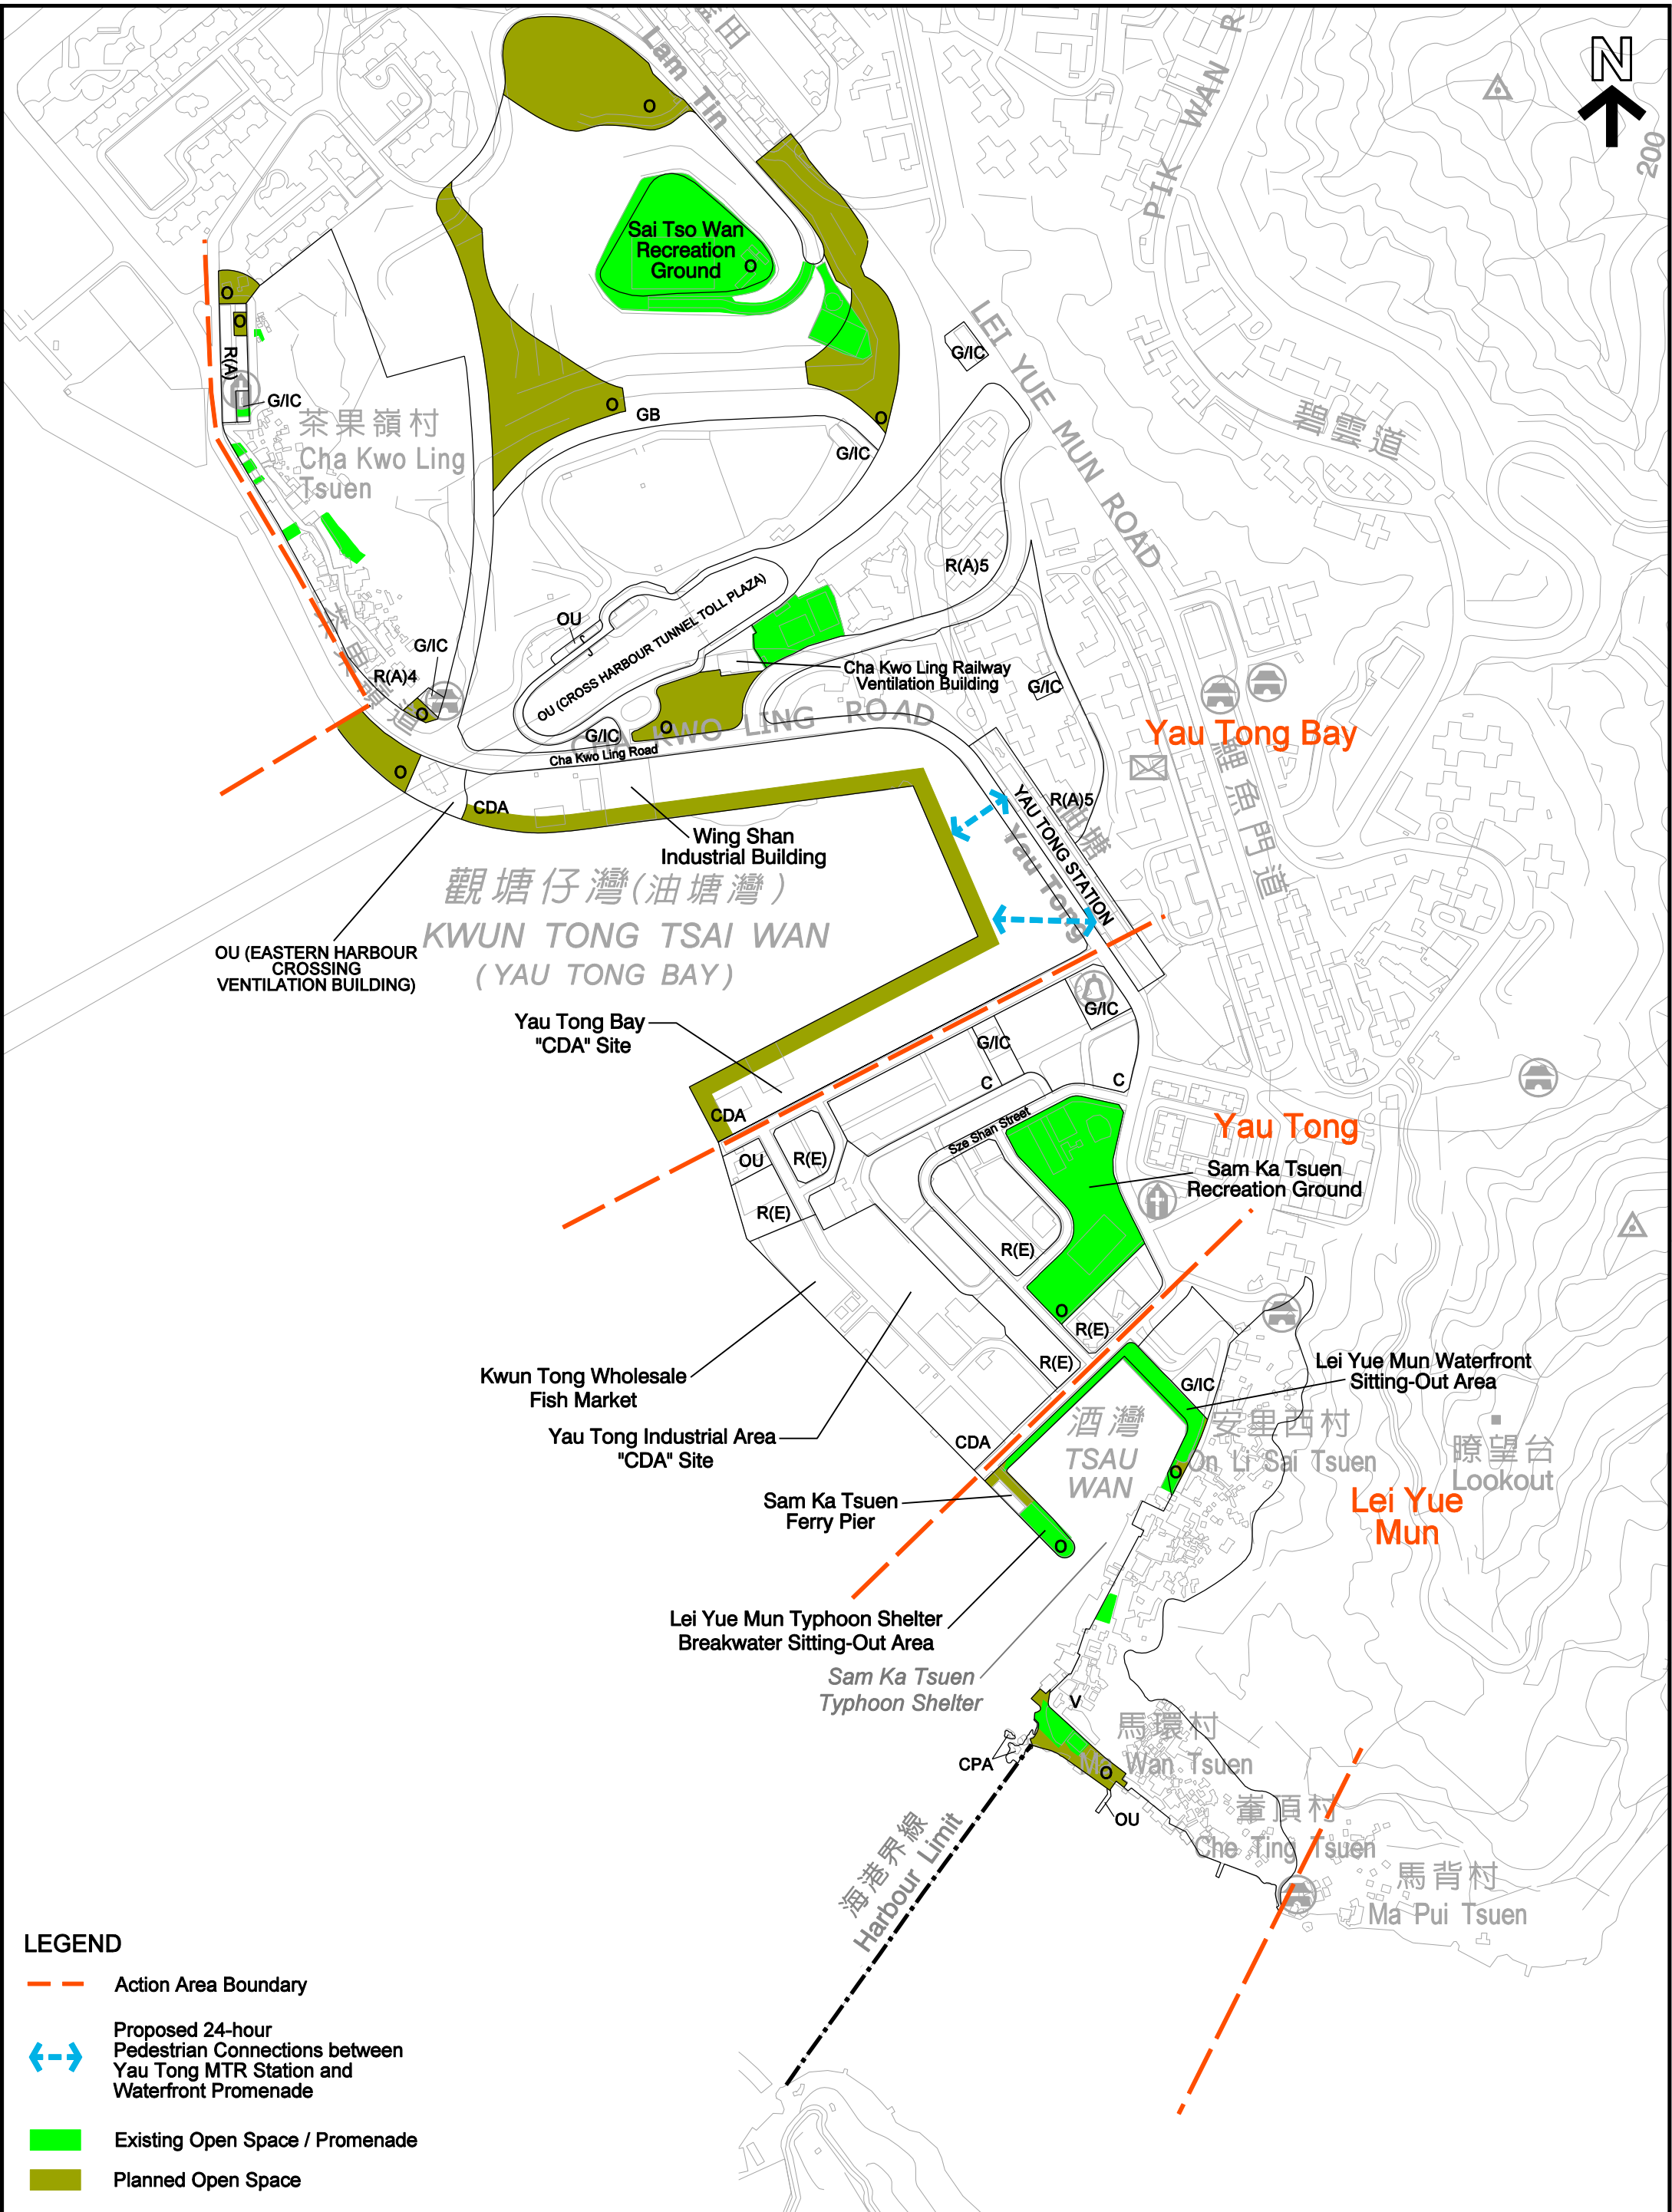 藍田
Lam Tin
PIK WAN R
N
200
O
Sai Tso Wan
Recreation
Ground
O
O
O
R(A)
G/IC
茶果嶺村
Cha Kwo Ling
Tsuen
O
GB
O
G/IC
G/IC
LEI YUE MUN ROAD
碧雲道
R(A)5
OU
OU (CROSS HARBOUR TUNNEL TOLL PLAZA)
茶果嶺道
G/IC
R(A)4
O
Cha Kwo Ling Railway
Ventilation Building
G/IC
CHA KWO LING ROAD
O
G/IC
Cha Kwo Ling Road
Yau Tong Bay
鯉魚門道
O
CDA
R(A)5
油塘
Yau Tong
YAU TONG STATION
Wing Shan
Industrial Building
觀塘仔灣(油塘灣)
KWUN TONG TSAI WAN
(YAU TONG BAY)
OU (EASTERN HARBOUR
CROSSING
VENTILATION BUILDING)
Yau Tong Bay
"CDA" Site
G/IC
G/IC
C
C
CDA
Sze Shan Street
Yau Tong
OU
R(E)
Sam Ka Tsuen
Recreation Ground
R(E)
R(E)
O
R(E)
R(E)
Kwun Tong Wholesale
Fish Market
Lei Yue Mun Waterfront
Sitting-Out Area
G/IC
酒灣
TSAU
WAN
安里西村
On Li Sai Tsuen
瞭望台
Lookout
Yau Tong Industrial Area
"CDA" Site
CDA
O
Lei Yue
Mun
Sam Ka Tsuen
Ferry Pier
O
Lei Yue Mun Typhoon Shelter
Breakwater Sitting-Out Area
Sam Ka Tsuen
Typhoon Shelter
V
馬環村
Ma Wan Tsuen
CPA
O
OU
輋頂村
Che Ting Tsuen
馬背村
Ma Pui Tsuen
海港界線
Harbour Limit
LEGEND
Action Area Boundary
Proposed 24-hour
Pedestrian Connections between
Yau Tong MTR Station and
Waterfront Promenade
Existing Open Space / Promenade
Planned Open Space